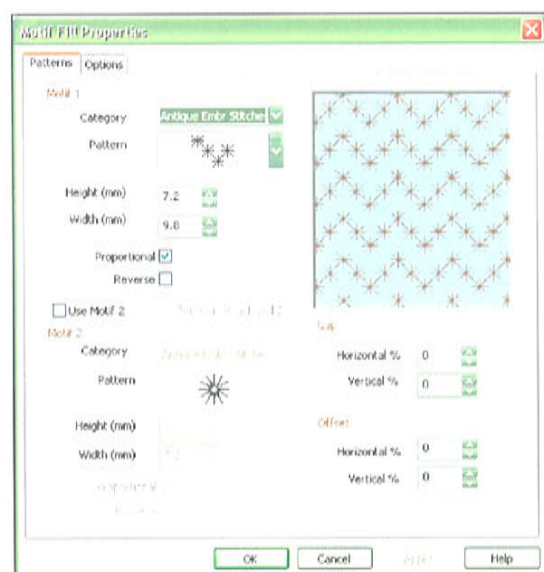 Motif Fill Properties
Patterns
Options
Motif 1
Category
Antique Embr Stitche
Pattern
Height (mm)
7.2
Width (mm)
9.8
Proportional
Reverse
Use Motif 2
Motif 2
Category
Pattern
Height (mm)
Width (mm)
Gap
Horizontal %
0
Vertical %
0
Offset
Horizontal %
0
Vertical %
0
OK
Cancel
Apply
Help